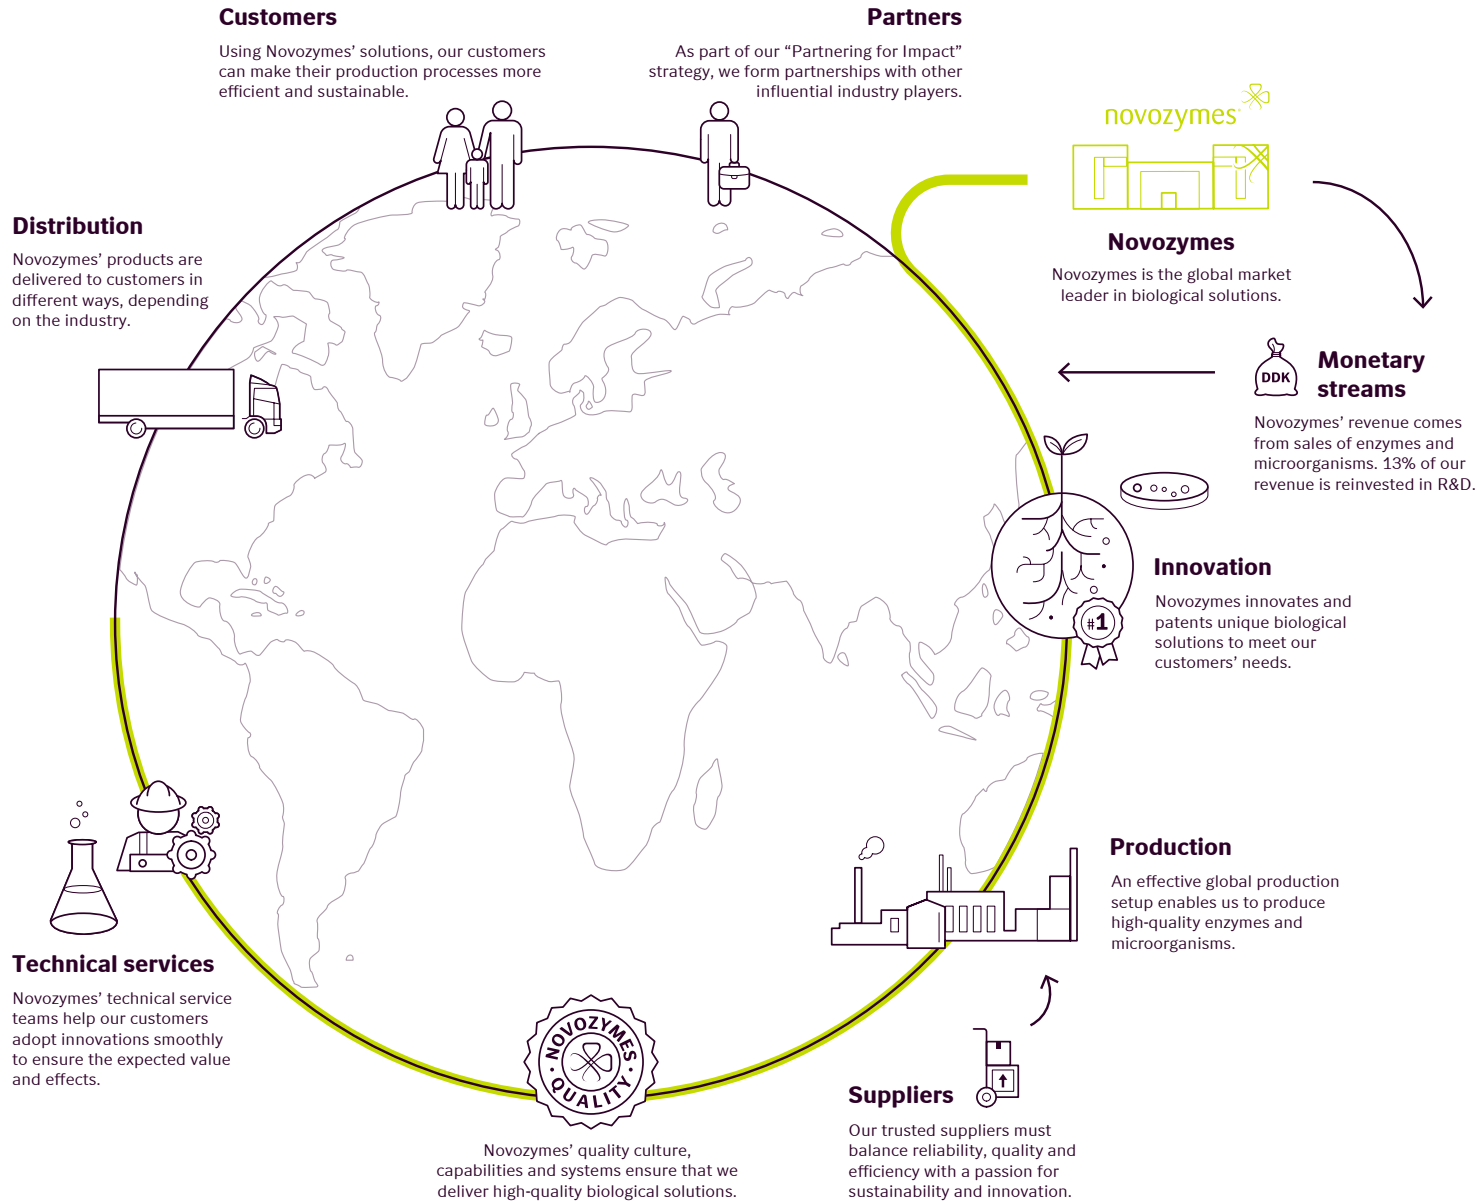 Customers
Using Novozymes’ solutions, our customers
can make their production processes more
efficient and sustainable.
Partners
As part of our “Partnering for Impact”
strategy, we form partnerships with other
influential industry players.
novozymes
Novozymes
Novozymes is the global market
leader in biological solutions.
Distribution
Novozymes’ products are
delivered to customers in
different ways, depending
on the industry.
DDK
Monetary
streams
Novozymes’ revenue comes
from sales of enzymes and
microorganisms. 13% of our
revenue is reinvested in R&D.
Innovation
Novozymes innovates and
patents unique biological
solutions to meet our
customers’ needs.
#1
Production
An effective global production
setup enables us to produce
high-quality enzymes and
microorganisms.
Technical services
Novozymes’ technical service
teams help our customers
adopt innovations smoothly
to ensure the expected value
and effects.
NOVOZYMES
QUALITY
Novozymes’ quality culture,
capabilities and systems ensure that we
deliver high-quality biological solutions.
Suppliers
Our trusted suppliers must
balance reliability, quality and
efficiency with a passion for
sustainability and innovation.